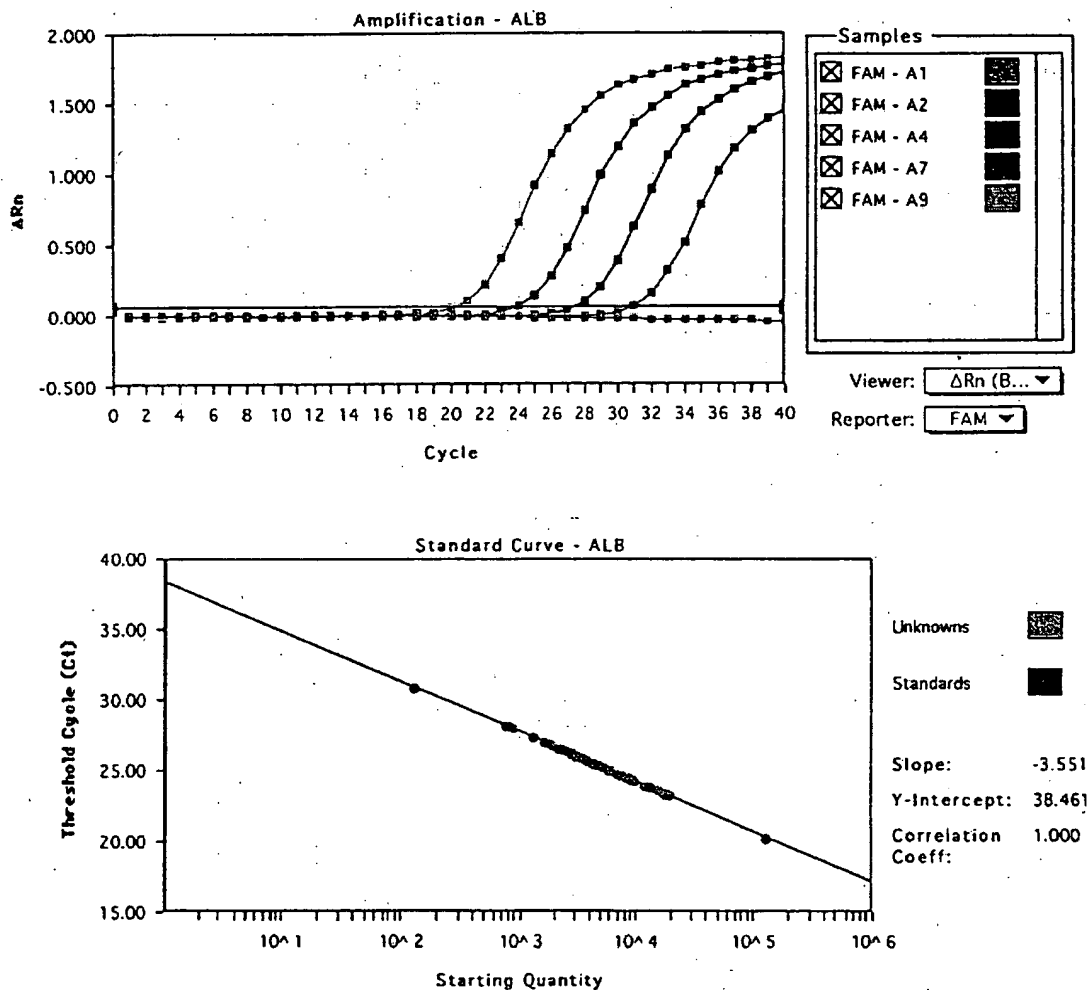 Amplification - ALB
2.000
1.500
1.000
0.500
0.000
-0.500
ΔRn
0 2 4 6 8 10 12 14 16 18 20 22 24 26 28 30 32 34 36 38 40
Cycle
Samples
FAM - A1
FAM - A2
FAM - A4
FAM - A7
FAM - A9
Viewer: ΔRn (B...
Reporter: FAM
Standard Curve - ALB
40.00
35.00
30.00
25.00
20.00
15.00
Threshold Cycle (Ct)
10^1 10^2 10^3 10^4 10^5 10^6
Starting Quantity
Unknowns
Standards
Slope: -3.551
Y-Intercept: 38.461
Correlation 1.000
Coeff: